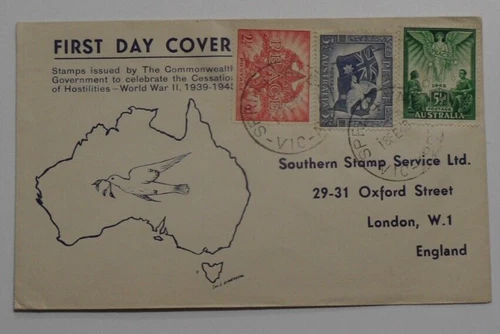 FIRST DAY COVER
Stamps issued by The Commonwealth
Government to celebrate the Cessation
of Hostilities - World War II, 1939-1945
PEACE
AUSTRALIA
Southern Stamp Service Ltd.
29-31 Oxford Street
London, W.1
England
VIC
VIC